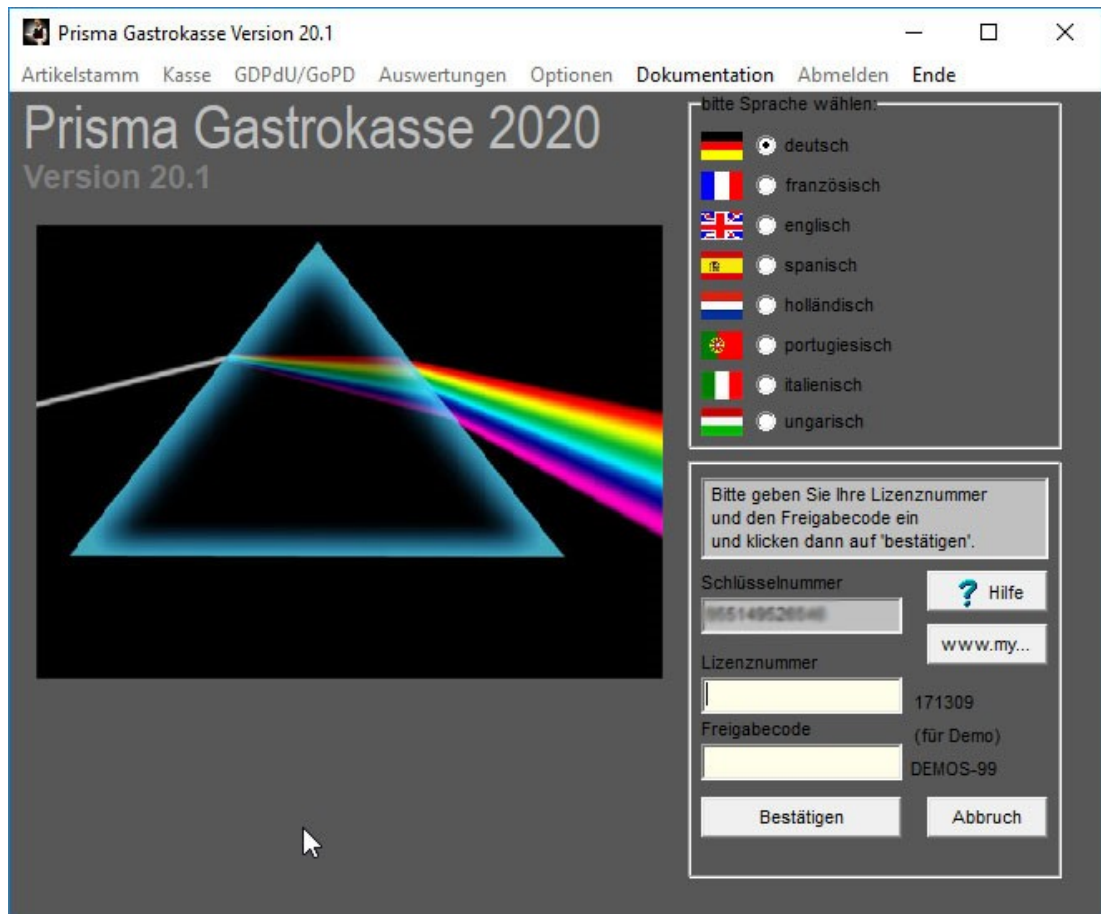 Prisma Gastrokasse Version 20.1
Artikelstamm Kasse GDPdU/GoPD Auswertungen Optionen Dokumentation Abmelden Ende
Prisma Gastrokasse 2020
Version 20.1
bitte Sprache wählen:
deutsch
französisch
englisch
spanisch
holländisch
portugiesisch
italienisch
ungarisch
Bitte geben Sie Ihre Lizenznummer
und den Freigabecode ein
und klicken dann auf 'bestätigen'.
Schlüsselnummer
? Hilfe
www.my...
Lizenznummer
171309
Freigabecode
(für Demo)
DEMOS-99
Bestätigen
Abbruch